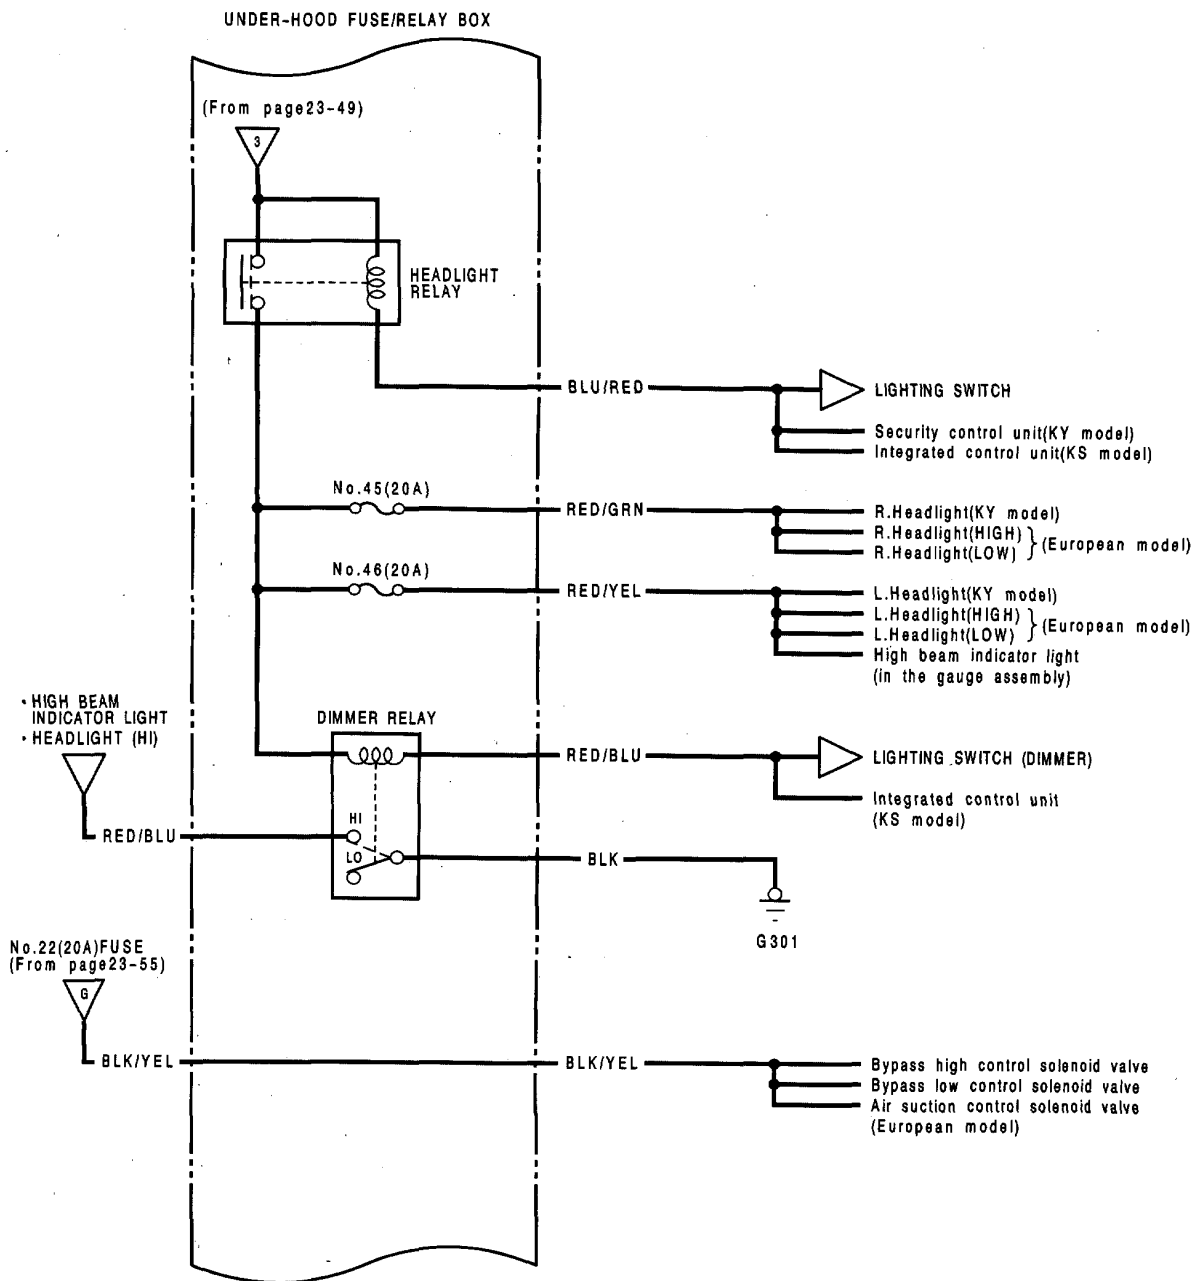 UNDER-HOOD FUSE/RELAY BOX
(From page23-49)
3
HEADLIGHT
RELAY
BLU/RED
LIGHTING SWITCH
Security control unit(KY model)
Integrated control unit(KS model)
No.45(20A)
RED/GRN
R.Headlight(KY model)
R.Headlight(HIGH)
R.Headlight(LOW)
(European model)
No.46(20A)
RED/YEL
L.Headlight(KY model)
L.Headlight(HIGH)
L.Headlight(LOW)
(European model)
High beam indicator light
(in the gauge assembly)
• HIGH BEAM
INDICATOR LIGHT
• HEADLIGHT (HI)
DIMMER RELAY
RED/BLU
LIGHTING SWITCH (DIMMER)
Integrated control unit
(KS model)
RED/BLU
HI
LO
BLK
G301
No.22(20A)FUSE
(From page23-55)
G
BLK/YEL
BLK/YEL
Bypass high control solenoid valve
Bypass low control solenoid valve
Air suction control solenoid valve
(European model)